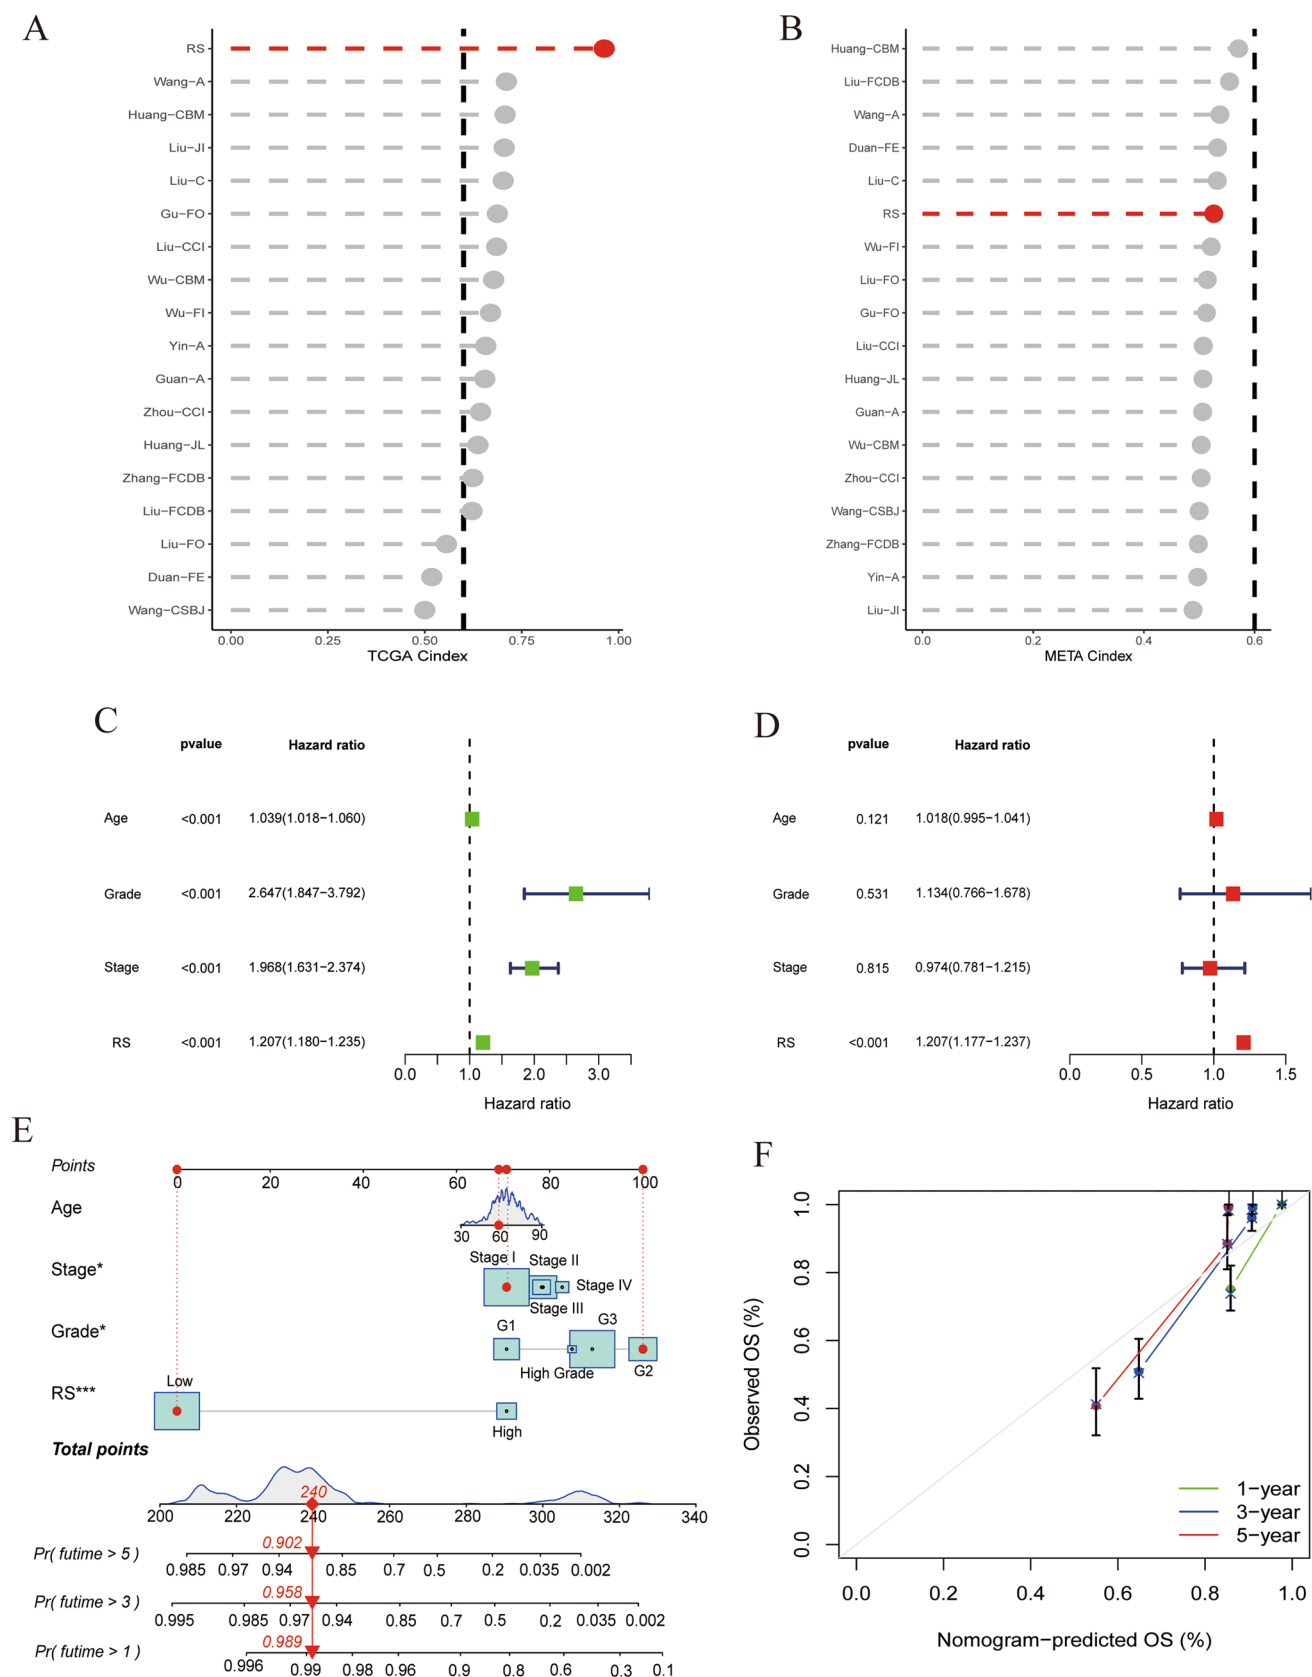 A
RS
Wang-A
Huang-CBM
Liu-JI
Liu-C
Gu-FO
Liu-CCI
Wu-CBM
Wu-FI
Yin-A
Guan-A
Zhou-CCI
Huang-JL
Zhang-FCDB
Liu-FCDB
Liu-FO
Duan-FE
Wang-CSBJ
0.00 0.25 0.50 0.75 1.00
TCGA Cindex
B
Huang-CBM
Liu-FCDB
Wang-A
Duan-FE
Liu-C
RS
Wu-FI
Liu-FO
Gu-FO
Liu-CCI
Huang-JL
Guan-A
Wu-CBM
Zhou-CCI
Wang-CSBJ
Zhang-FCDB
Yin-A
Liu-JI
0.0 0.2 0.4 0.6
META Cindex
C
pvalue Hazard ratio
Age <0.001 1.039(1.018-1.060)
Grade <0.001 2.647(1.847-3.792)
Stage <0.001 1.968(1.631-2.374)
RS <0.001 1.207(1.180-1.235)
0.0 1.0 2.0 3.0
Hazard ratio
D
pvalue Hazard ratio
Age 0.121 1.018(0.995-1.041)
Grade 0.531 1.134(0.766-1.678)
Stage 0.815 0.974(0.781-1.215)
RS <0.001 1.207(1.177-1.237)
0.0 0.5 1.0 1.5
Hazard ratio
E
Points
0 20 40 60 80 100
Age
30 60 90
Stage I Stage II
Stage*
Stage IV
Stage III
G1 G3
Grade*
High Grade G2
Low
RS***
High
Total points
240
200 220 240 260 280 300 320 340
0.902
Pr( futime > 5)
0.985 0.97 0.94 0.85 0.7 0.5 0.2 0.035 0.002
0.958
Pr( futime > 3)
0.995 0.985 0.97 0.94 0.85 0.7 0.5 0.2 0.035 0.002
0.989
Pr( futime > 1)
0.996 0.99 0.98 0.96 0.9 0.8 0.6 0.3 0.1
F
Observed OS (%)
1.0
0.8
0.6
0.4
0.2
0.0
1-year
3-year
5-year
0.0 0.2 0.4 0.6 0.8 1.0
Nomogram-predicted OS (%)